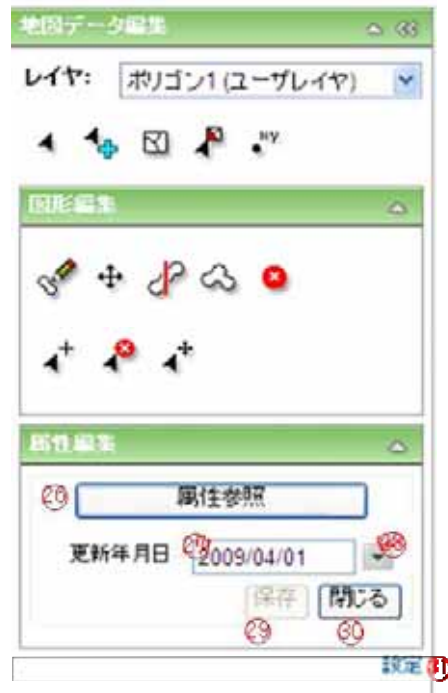 地図データ編集
レイヤ: ポリゴン1(ユーザレイヤ)
xy
図形編集
属性編集
26 属性参照
更新年月日 27 2009/04/01
保存 閉じる
29 30
設定